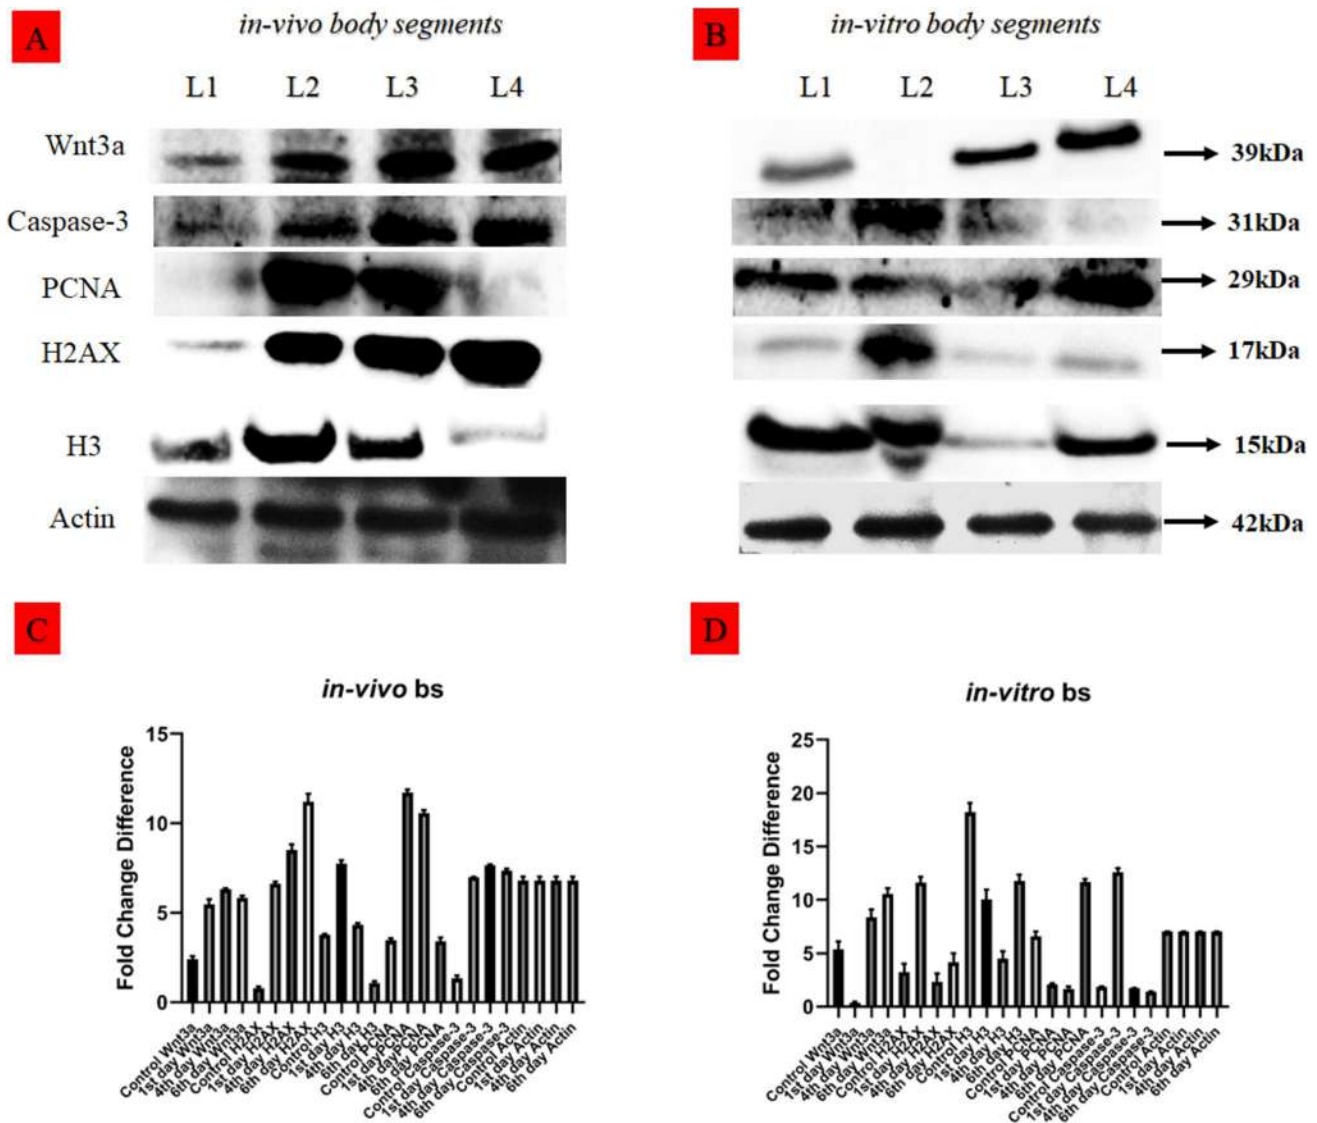 A
in-vivo body segments
L1 L2 L3 L4
Wnt3a
Caspase-3
PCNA
H2AX
H3
Actin
B
in-vitro body segments
L1 L2 L3 L4
39kDa
31kDa
29kDa
17kDa
15kDa
42kDa
C
in-vivo bs
Fold Change Difference
15
10
5
0
Control Wnt3a
1st day Wnt3a
4th day Wnt3a
6th day Wnt3a
Control H2AX
1st day H2AX
4th day H2AX
6th day H2AX
Control H3
1st day H3
4th day H3
6th day H3
Control PCNA
1st day PCNA
4th day PCNA
6th day PCNA
Control Caspase-3
1st day Caspase-3
4th day Caspase-3
6th day Caspase-3
Control Actin
1st day Actin
4th day Actin
6th day Actin
D
in-vitro bs
Fold Change Difference
25
20
15
10
5
0
Control Wnt3a
1st day Wnt3a
4th day Wnt3a
6th day Wnt3a
Control H2AX
1st day H2AX
4th day H2AX
6th day H2AX
Control H3
1st day H3
4th day H3
6th day H3
Control PCNA
1st day PCNA
4th day PCNA
6th day PCNA
Control Caspase-3
1st day Caspase-3
4th day Caspase-3
6th day Caspase-3
Control Actin
1st day Actin
4th day Actin
6th day Actin